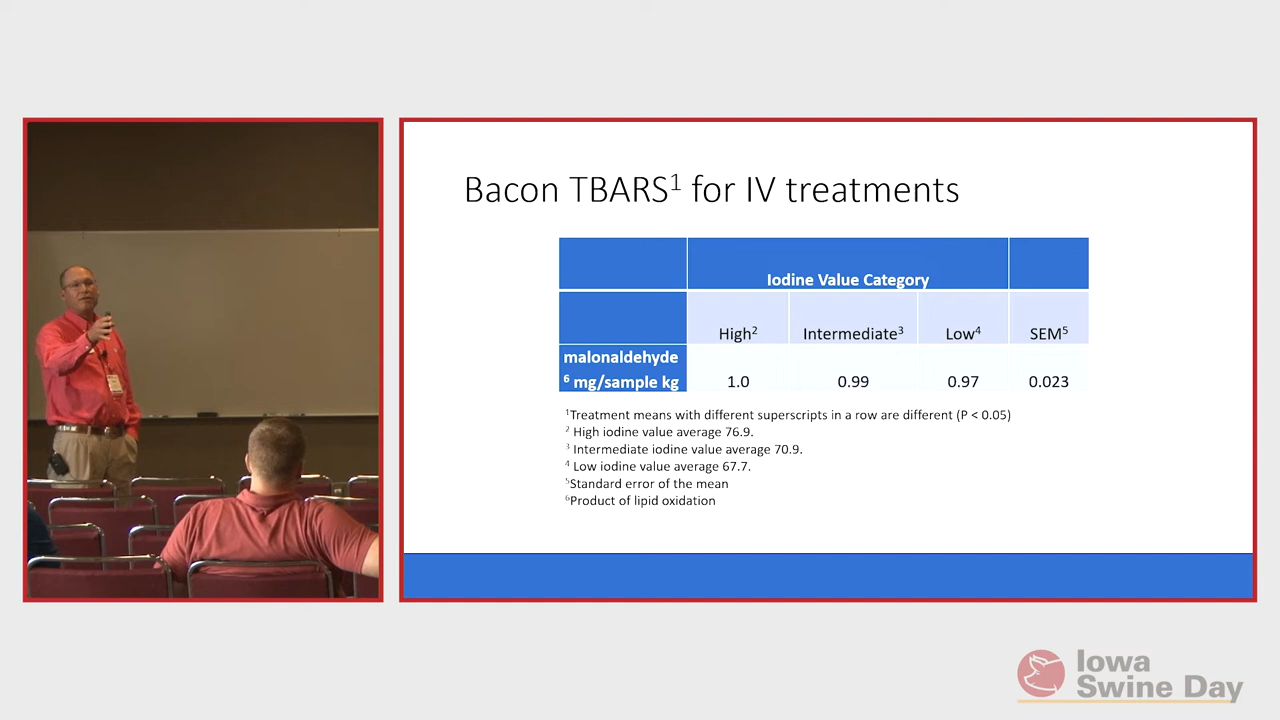 Bacon TBARS¹ for IV treatments
Iodine Value Category
High² Intermediate³ Low⁴ SEM⁵
malonaldehyde
⁶ mg/sample kg 1.0 0.99 0.97 0.023
¹Treatment means with different superscripts in a row are different (P < 0.05)
² High iodine value average 76.9.
³ Intermediate iodine value average 70.9.
⁴ Low iodine value average 67.7.
⁵Standard error of the mean
⁶Product of lipid oxidation
Iowa
Swine Day